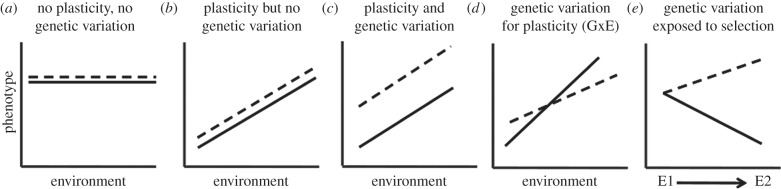 (a) no plasticity, no
genetic variation
(b) plasticity but no
genetic variation
(c) plasticity and
genetic variation
(d) genetic variation
for plasticity (GxE)
(e) genetic variation
exposed to selection
phenotype
environment
environment
environment
environment
E1 E2